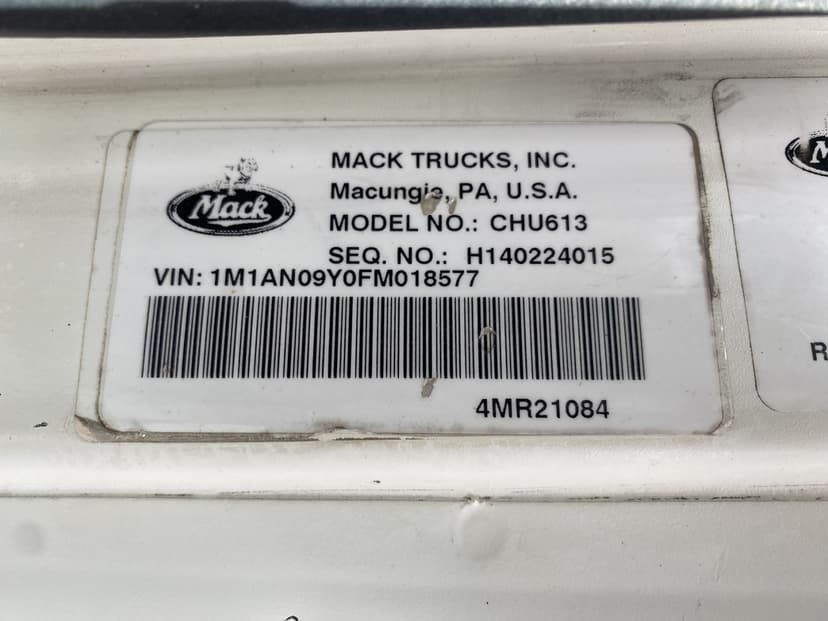 MACK TRUCKS, INC.
Macungie, PA, U.S.A.
Mack
MODEL NO.: CHU613
SEQ. NO.: H140224015
VIN: 1M1AN09Y0FM018577
4MR21084
M
R